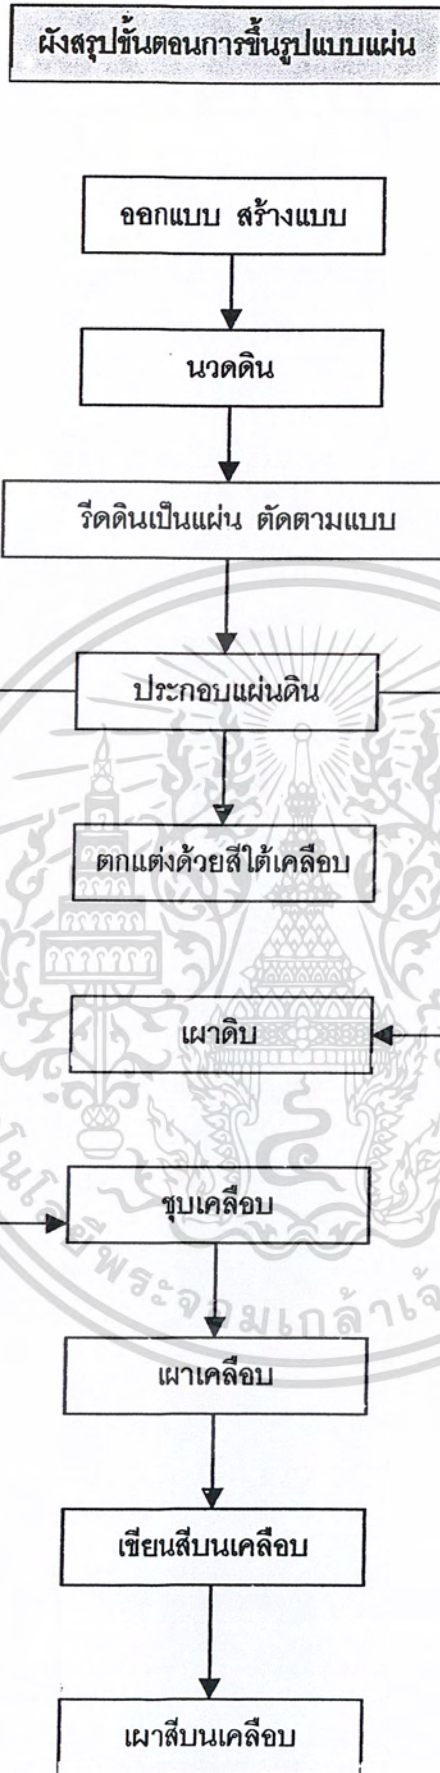 ผังสรุปขั้นตอนการขึ้นรูปแบบแผ่น
ออกแบบ สร้างแบบ
นวดดิน
รีดดินเป็นแผ่น ตัดตามแบบ
ประกอบแผ่นดิน
ตกแต่งด้วยสีใต้เคลือบ
เผาดิบ
ชุบเคลือบ
เผาเคลือบ
เขียนสีบนเคลือบ
เผาสีบนเคลือบ